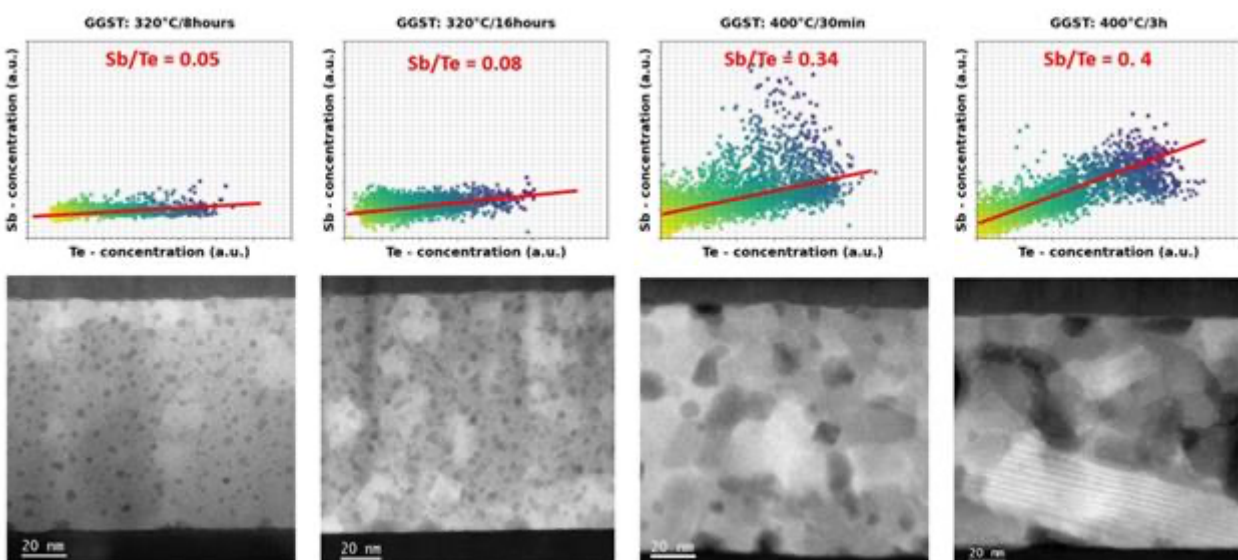 GGST: 320°C/8hours
GGST: 320°C/16hours
GGST: 400°C/30min
GGST: 400°C/3h
Sb/Te = 0.05
Sb/Te = 0.08
Sb/Te = 0.34
Sb/Te = 0. 4
Sb - concentration (a.u.)
Sb - concentration (a.u.)
Sb - concentration (a.u.)
Sb - concentration (a.u.)
Te - concentration (a.u.)
Te - concentration (a.u.)
Te - concentration (a.u.)
Te - concentration (a.u.)
20 nm
20 nm
20 nm
20 nm